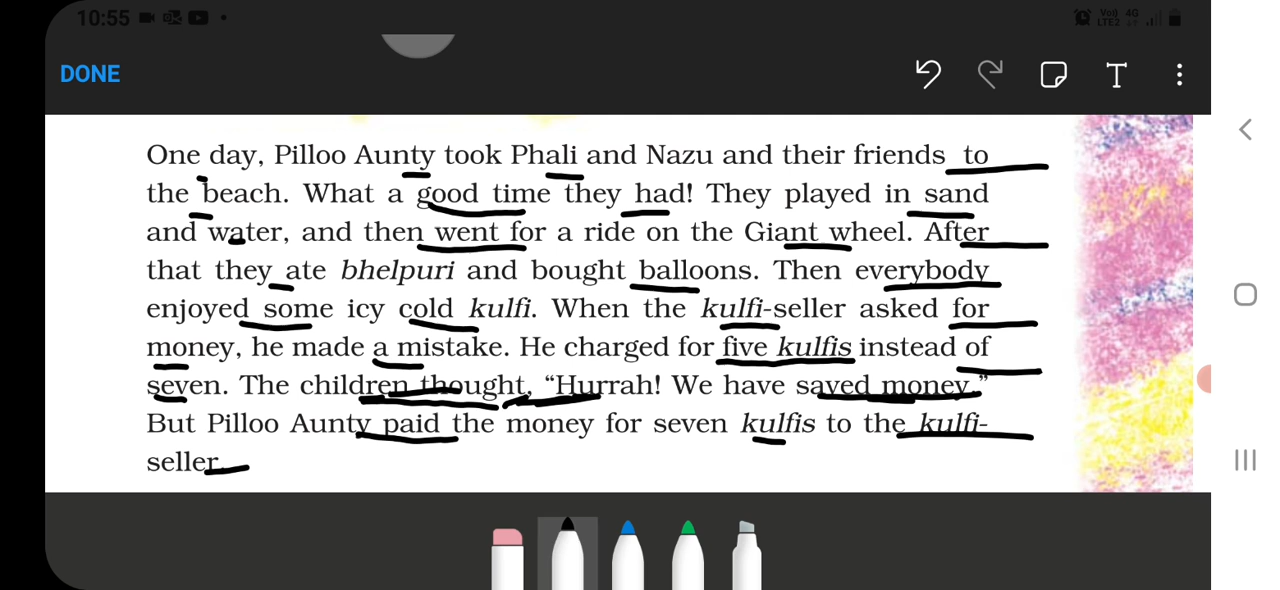 10:55
Vo)) 4G
LTE2
DONE
T
One day, Pilloo Aunty took Phali and Nazu and their friends to
the beach. What a good time they had! They played in sand
and water, and then went for a ride on the Giant wheel. After
that they ate bhelpuri and bought balloons. Then everybody
enjoyed some icy cold kulfi. When the kulfi-seller asked for
money, he made a mistake. He charged for five kulfis instead of
seven. The children thought, “Hurrah! We have saved money.”
But Pilloo Aunty paid the money for seven kulfis to the kulfi-
seller.